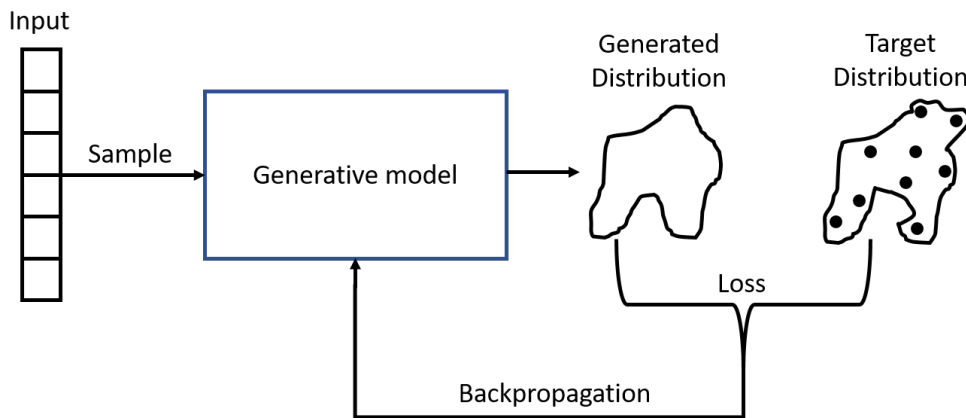 Input
Generated
Distribution
Target
Distribution
Sample
Generative model
Loss
Backpropagation